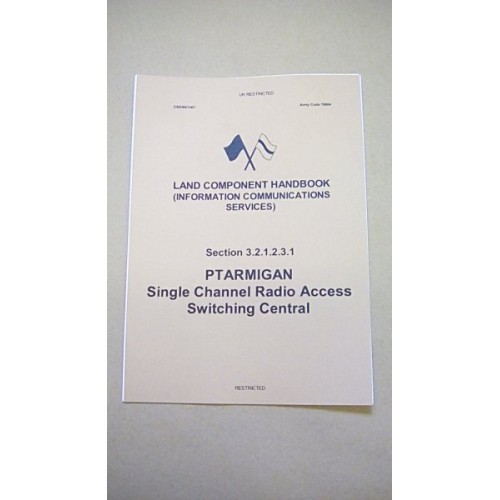 UK RESTRICTED
Army Code
LAND COMPONENT HANDBOOK
(INFORMATION COMMUNICATIONS
SERVICES)
Section 3.2.1.2.3.1
PTARMIGAN
Single Channel Radio Access
Switching Central
RESTRICTED